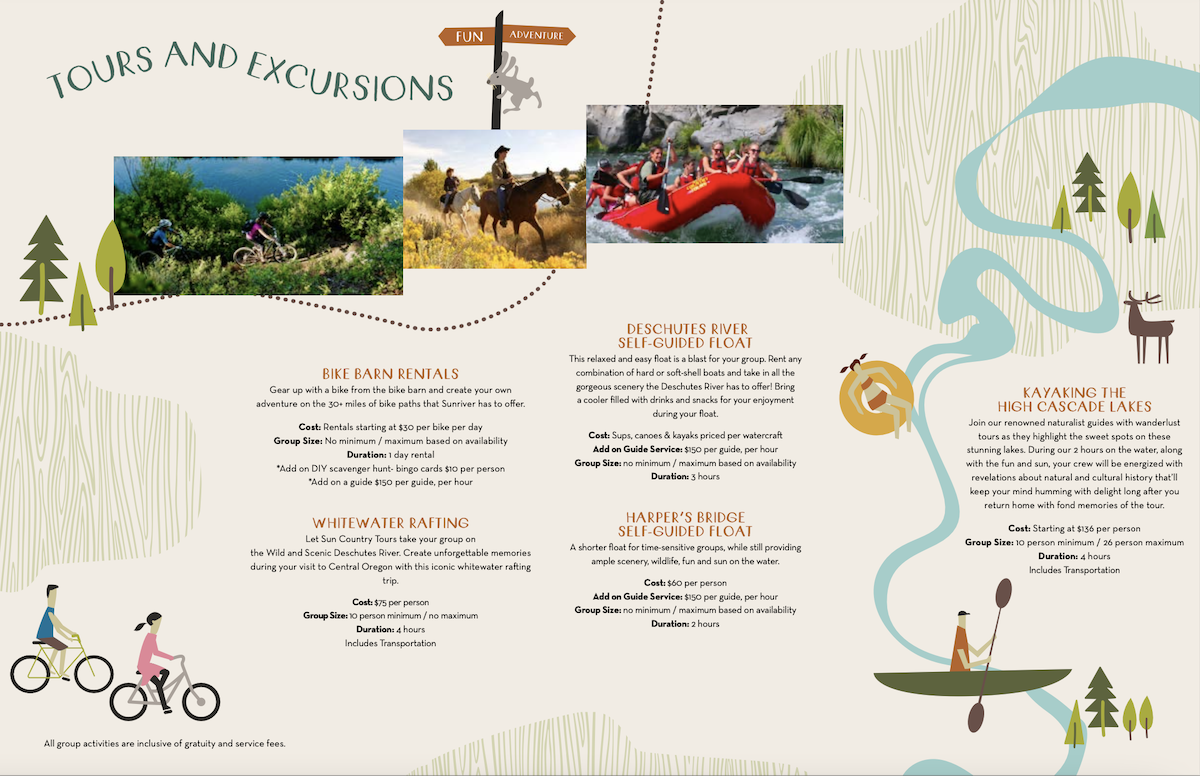 TOURS AND EXCURSIONS
FUN
ADVENTURE
BIKE BARN RENTALS
Gear up with a bike from the bike barn and create your own
adventure on the 30+ miles of bike paths that Sunriver has to offer.
Cost: Rentals starting at $30 per bike per day
Group Size: No minimum / maximum based on availability
Duration: 1 day rental
*Add on DIY scavenger hunt- bingo cards $10 per person
*Add on a guide $150 per guide, per hour
WHITEWATER RAFTING
Let Sun Country Tours take your group on
the Wild and Scenic Deschutes River. Create unforgettable memories
during your visit to Central Oregon with this iconic whitewater rafting
trip.
Cost: $75 per person
Group Size: 10 person minimum / no maximum
Duration: 4 hours
Includes Transportation
DESCHUTES RIVER
SELF-GUIDED FLOAT
This relaxed and easy float is a blast for your group. Rent any
combination of hard or soft-shell boats and take in all the
gorgeous scenery the Deschutes River has to offer! Bring
a cooler filled with drinks and snacks for your enjoyment
during your float.
Cost: Sups, canoes & kayaks priced per watercraft
Add on Guide Service: $150 per guide, per hour
Group Size: no minimum / maximum based on availability
Duration: 3 hours
HARPER'S BRIDGE
SELF-GUIDED FLOAT
A shorter float for time-sensitive groups, while still providing
ample scenery, wildlife, fun and sun on the water.
Cost: $60 per person
Add on Guide Service: $150 per guide, per hour
Group Size: no minimum / maximum based on availability
Duration: 2 hours
KAYAKING THE
HIGH CASCADE LAKES
Join our renowned naturalist guides with wanderlust
tours as they highlight the sweet spots on these
stunning lakes. During our 2 hours on the water, along
with the fun and sun, your crew will be energized with
revelations about natural and cultural history that'll
keep your mind humming with delight long after you
return home with fond memories of the tour.
Cost: Starting at $136 per person
Group Size: 10 person minimum / 26 person maximum
Duration: 4 hours
Includes Transportation
All group activities are inclusive of gratuity and service fees.